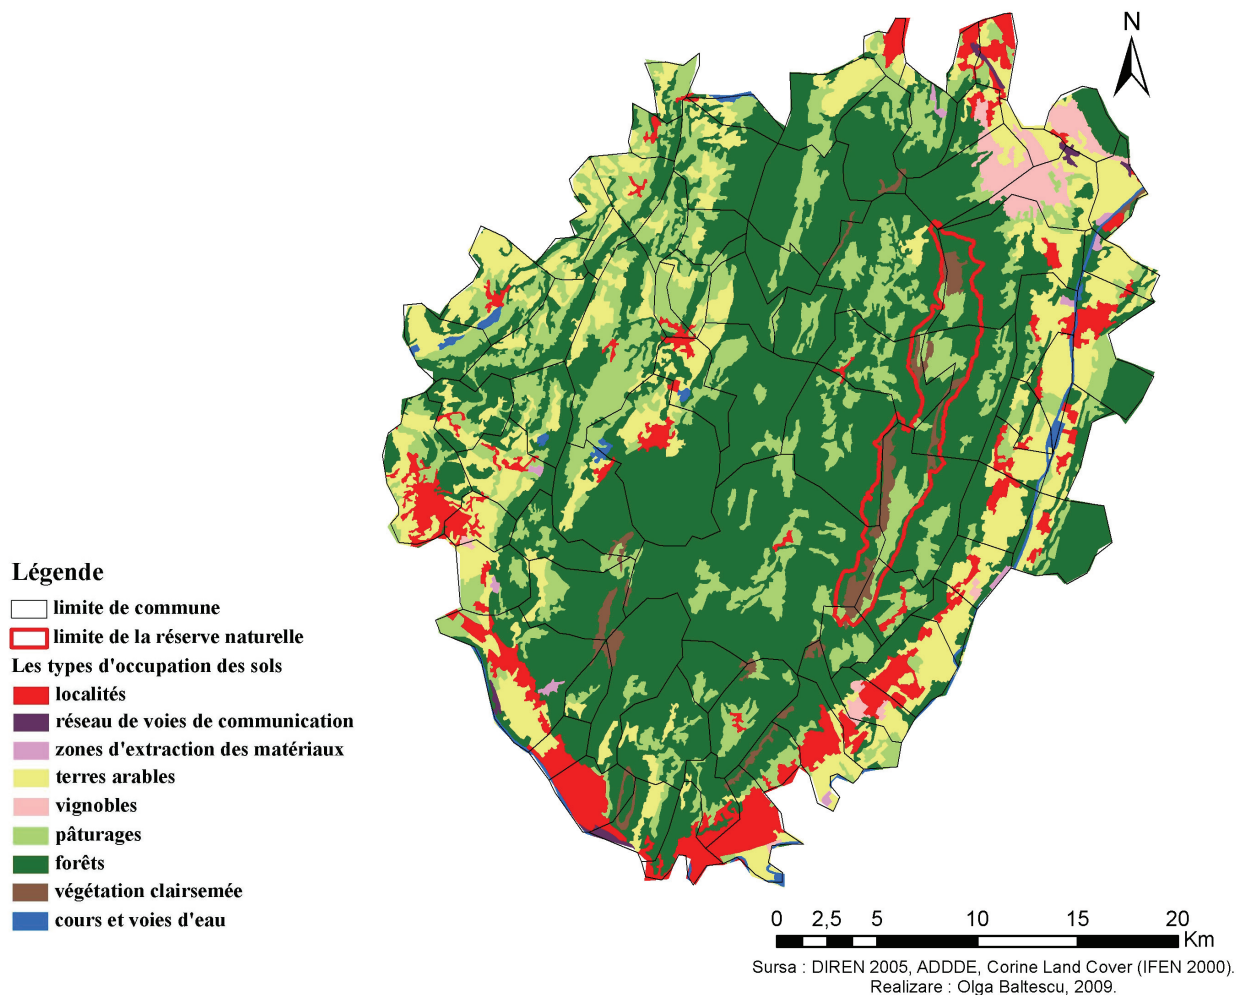 N
Légende
limite de commune
limite de la réserve naturelle
Les types d'occupation des sols
localités
réseau de voies de communication
zones d'extraction des matériaux
terres arables
vignobles
pâturages
forêts
végétation clairsemée
cours et voies d'eau
0 2,5 5 10 15 20
Km
Sursa : DIREN 2005, ADDDE, Corine Land Cover (IFEN 2000).
Realizare : Olga Baltescu, 2009.